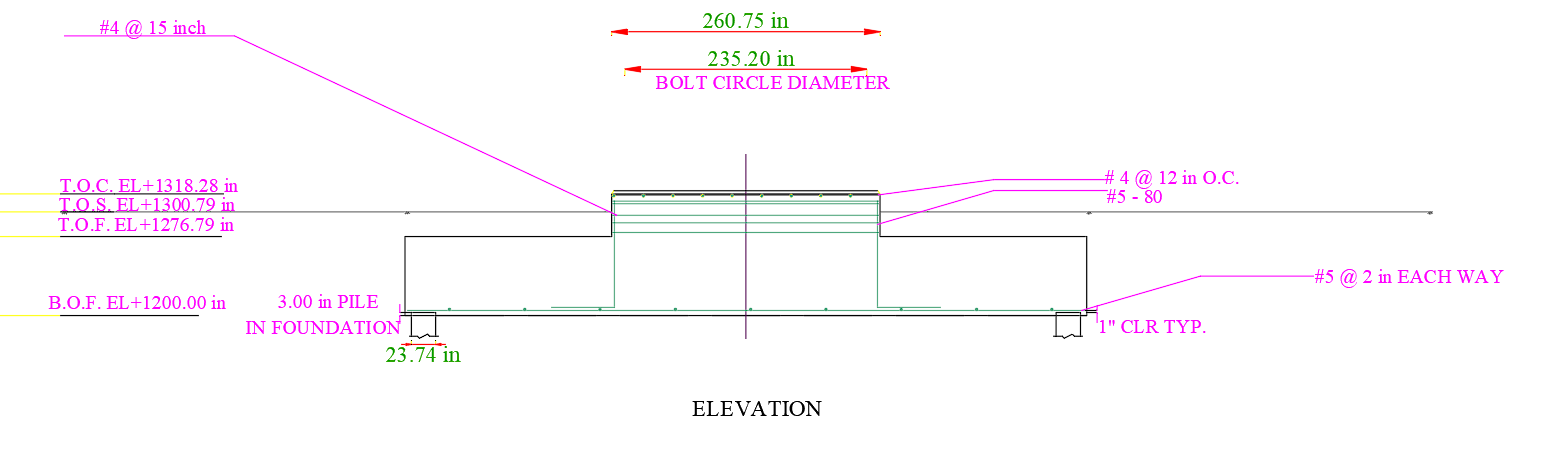 260.75 in
#4 @ 15 inch
235.20 in
BOLT CIRCLE DIAMETER
T.O.C. EL+1318.28 in
# 4 @ 12 in O.C.
T.O.S. EL+1300.79 in
#5 - 80
T.O.F. EL+1276.79 in
#5 @ 2 in EACH WAY
B.O.F. EL+1200.00 in
3.00 in PILE
IN FOUNDATION
1" CLR TYP.
23.74 in
ELEVATION